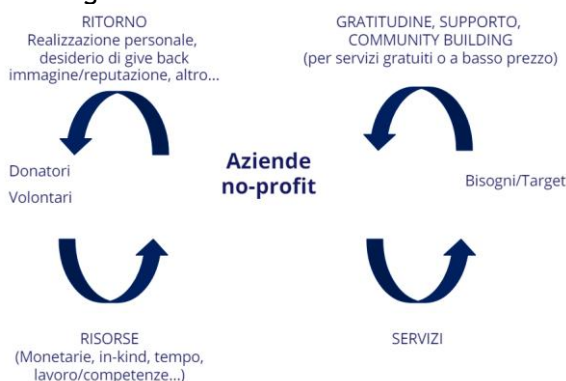 RITORNO
Realizzazione personale,
desiderio di give back
immagine/reputazione, altro...
GRATITUDINE, SUPPORTO,
COMMUNITY BUILDING
(per servizi gratuiti o a basso prezzo)
Donatori
Volontari
Aziende
no-profit
Bisogni/Target
RISORSE
(Monetarie, in-kind, tempo,
lavoro/competenze...)
SERVIZI